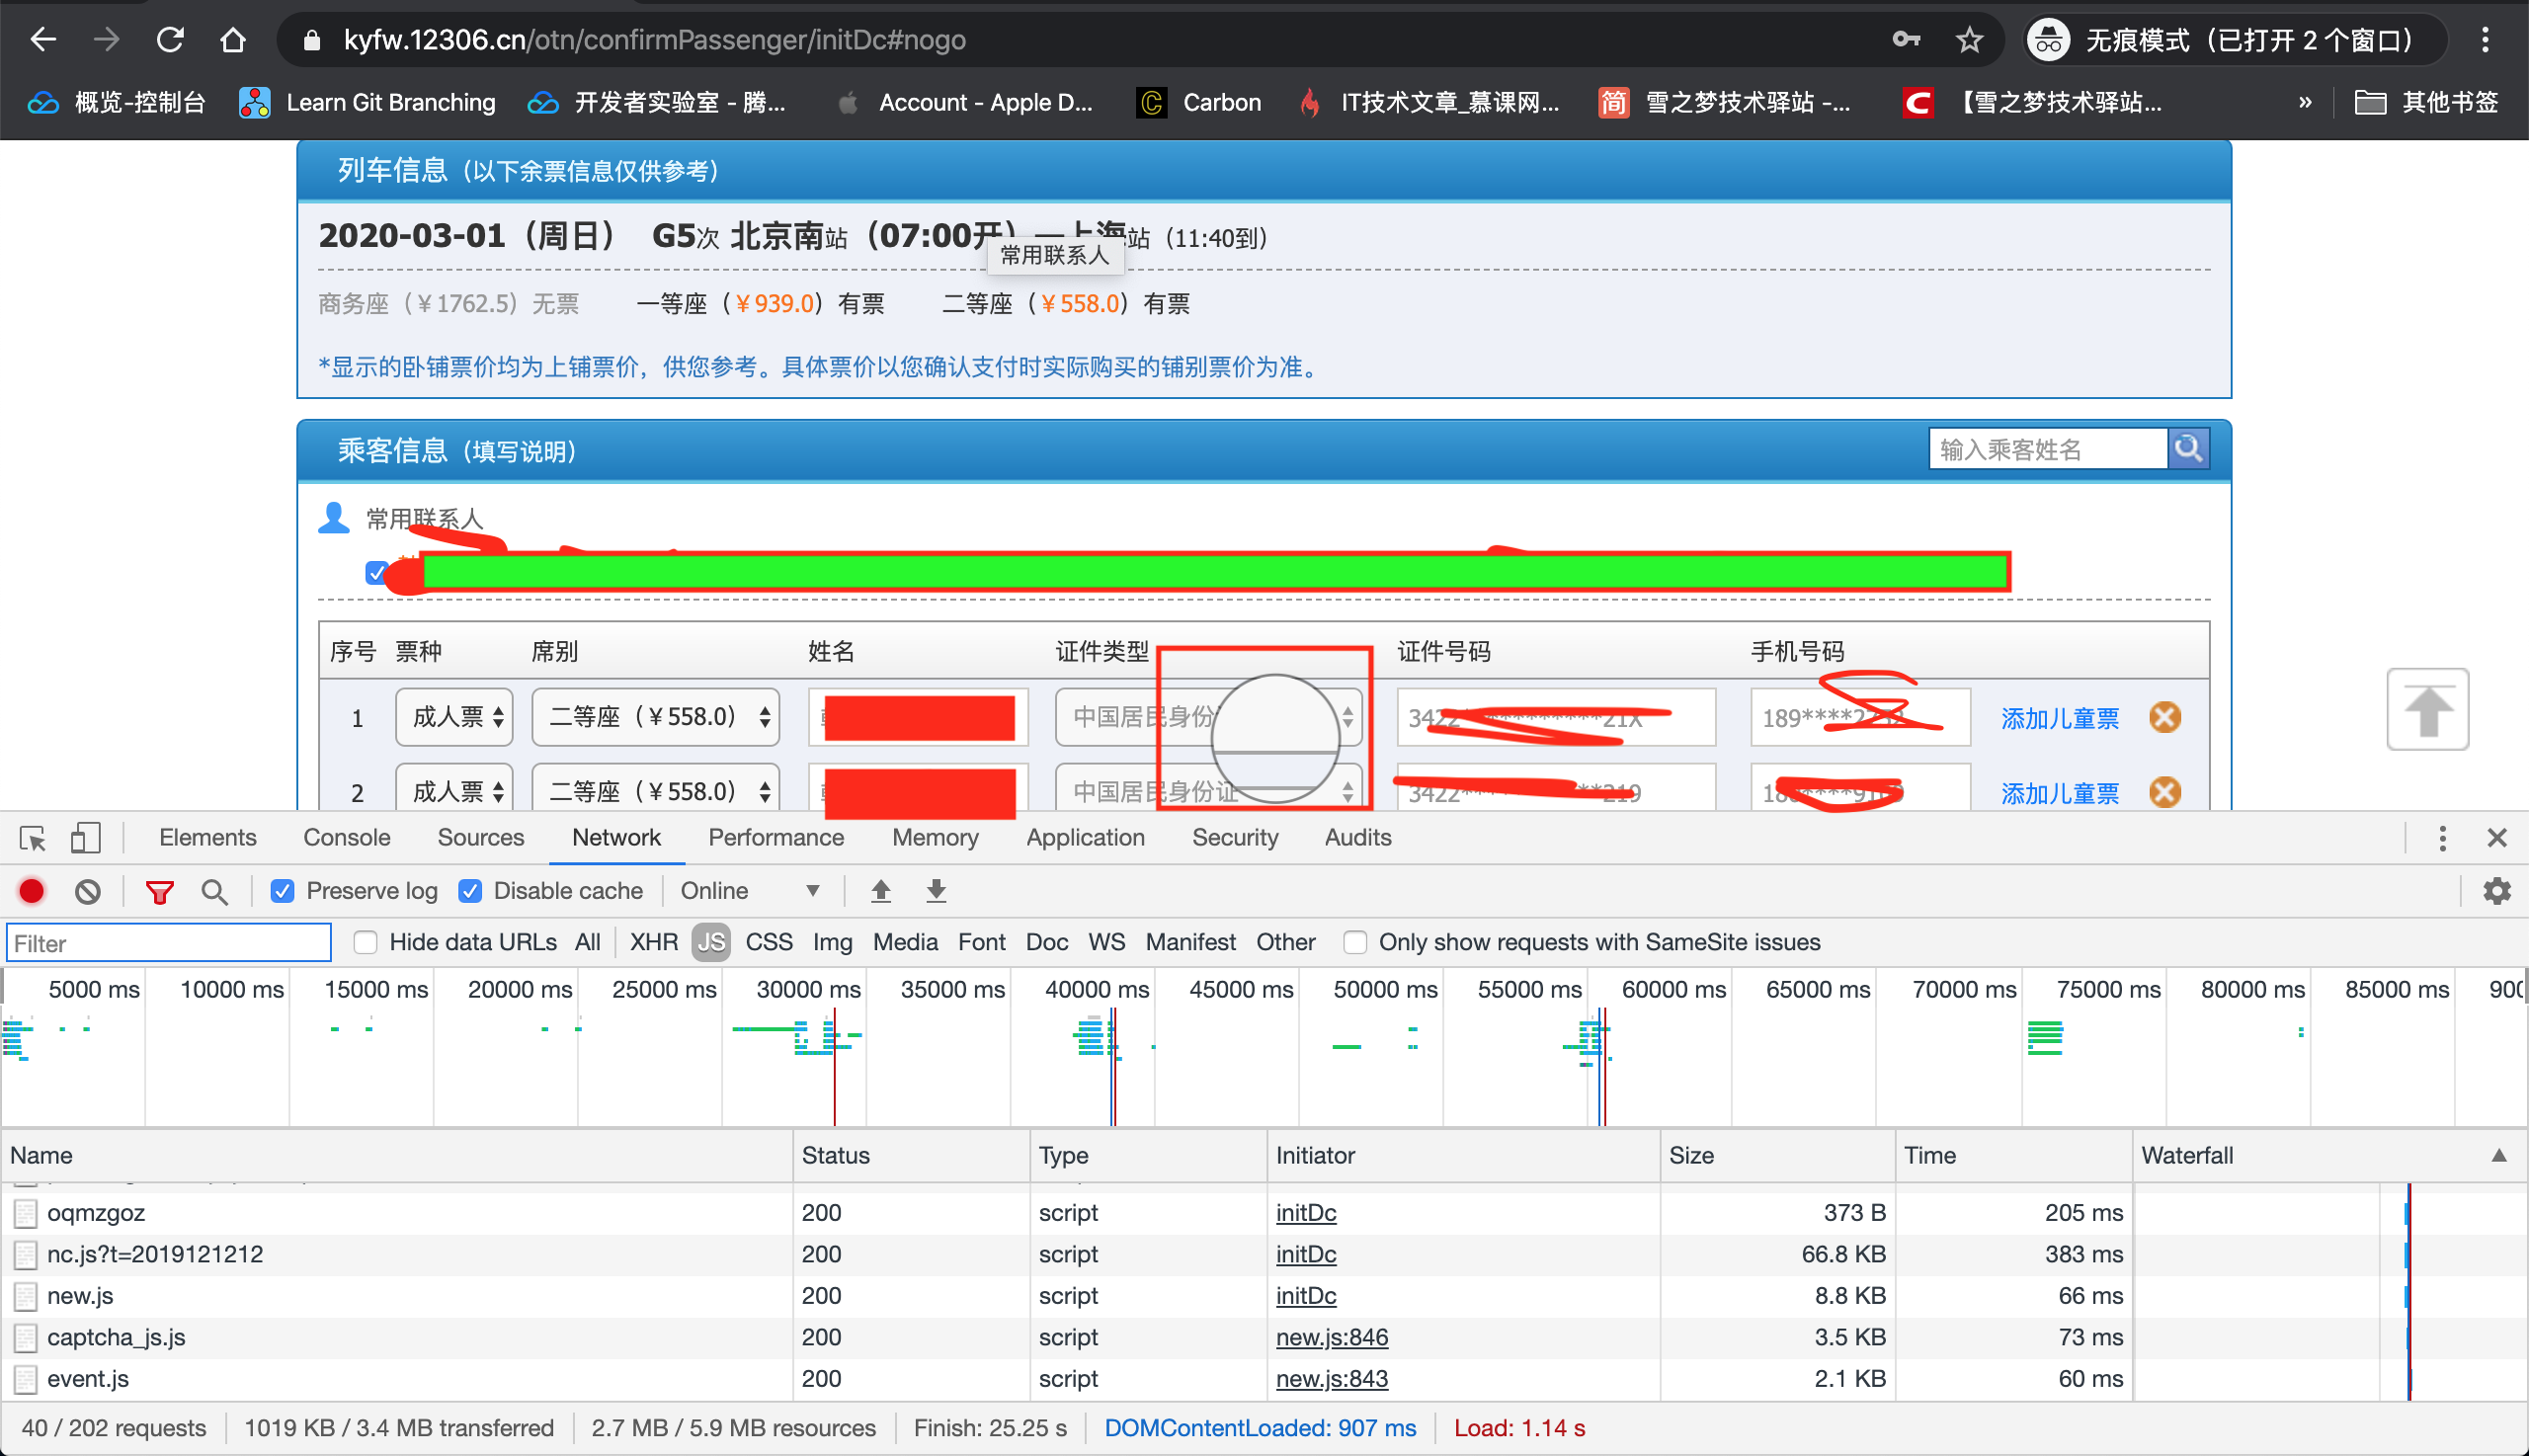 kyfw.12306.cn/otn/confirmPassenger/initDc#nogo
无痕模式（已打开 2 个窗口）
概览-控制台 Learn Git Branching 开发者实验室 - 腾... Account - Apple D... Carbon IT技术文章_慕课网... 简 雪之梦技术驿站 -... C 【雪之梦技术驿站... » 其他书签
列车信息（以下余票信息仅供参考）
2020-03-01（周日） G5次 北京南站（07:00开）—上海站（11:40到）
常用联系人
商务座（￥1762.5）无票 一等座（￥939.0）有票 二等座（￥558.0）有票
*显示的卧铺票价均为上铺票价，供您参考。具体票价以您确认支付时实际购买的铺别票价为准。
乘客信息（填写说明） 输入乘客姓名
常用联系人
序号 票种 席别 姓名 证件类型 证件号码 手机号码
1 成人票 二等座（￥558.0） 中国居民身份 添加儿童票
2 成人票 二等座（￥558.0） 中国居民身份证 添加儿童票
Elements Console Sources Network Performance Memory Application Security Audits
Preserve log Disable cache Online
Filter Hide data URLs All XHR JS CSS Img Media Font Doc WS Manifest Other Only show requests with SameSite issues
5000 ms 10000 ms 15000 ms 20000 ms 25000 ms 30000 ms 35000 ms 40000 ms 45000 ms 50000 ms 55000 ms 60000 ms 65000 ms 70000 ms 75000 ms 80000 ms 85000 ms
Name Status Type Initiator Size Time Waterfall
oqmzgoz 200 script initDc 373 B 205 ms
nc.js?t=2019121212 200 script initDc 66.8 KB 383 ms
new.js 200 script initDc 8.8 KB 66 ms
captcha_js.js 200 script new.js:846 3.5 KB 73 ms
event.js 200 script new.js:843 2.1 KB 60 ms
40 / 202 requests 1019 KB / 3.4 MB transferred 2.7 MB / 5.9 MB resources Finish: 25.25 s DOMContentLoaded: 907 ms Load: 1.14 s